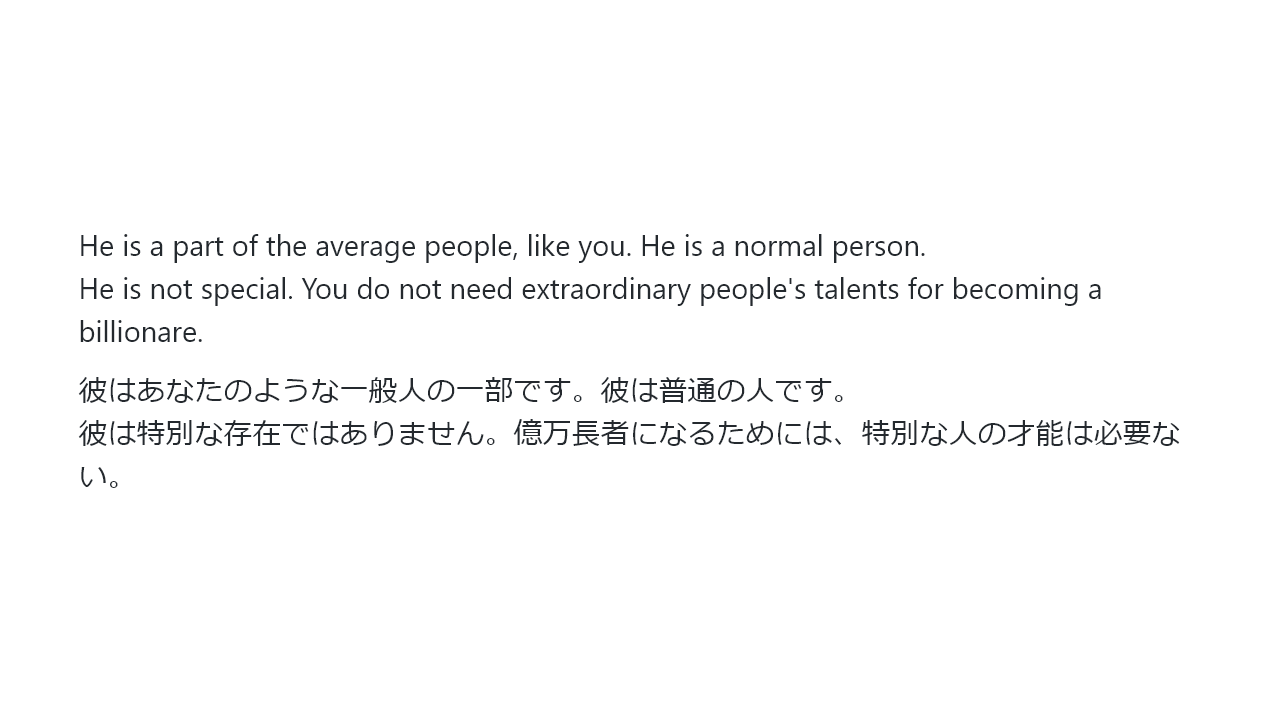 He is a part of the average people, like you. He is a normal person.
He is not special. You do not need extraordinary people's talents for becoming a
billionare.
彼はあなたのような一般人の一部です。彼は普通の人です。
彼は特別な存在ではありません。億万長者になるためには、特別な人の才能は必要な
い。